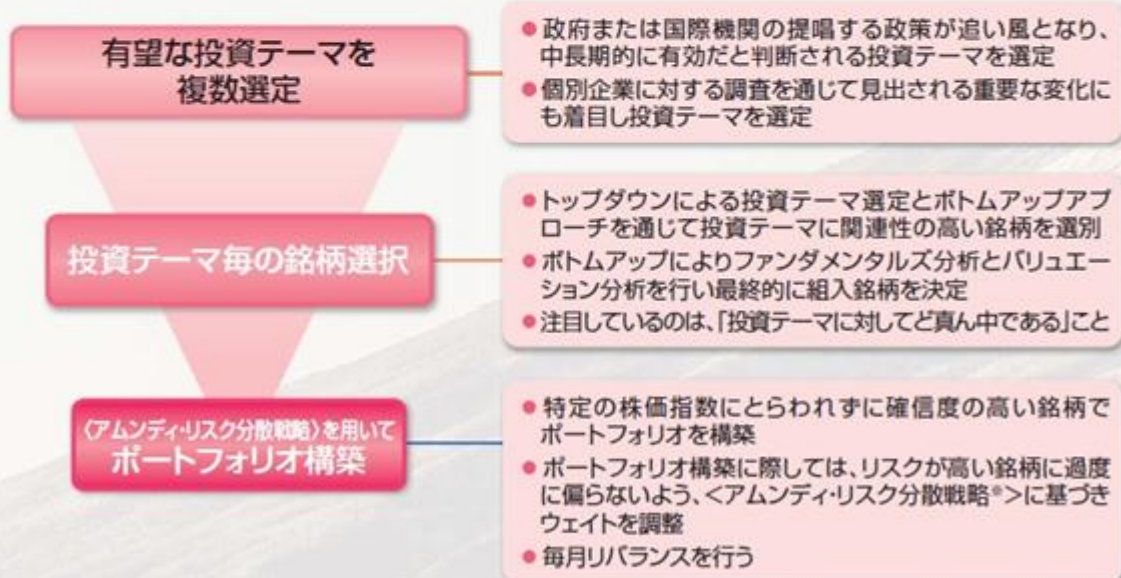 有望な投資テーマを
複数選定
●政府または国際機関の提唱する政策が追い風となり、
中長期的に有効だと判断される投資テーマを選定
●個別企業に対する調査を通じて見出される重要な変化に
も着目し投資テーマを選定
投資テーマ毎の銘柄選択
●トップダウンによる投資テーマ選定とボトムアップアプ
ローチを通じて投資テーマに関連性の高い銘柄を選別
●ボトムアップによりファンダメンタルズ分析とバリュエー
ション分析を行い最終的に組入銘柄を決定
●注目しているのは、「投資テーマに対してど真ん中である」こと
〈アムンディ・リスク分散戦略〉を用いて
ポートフォリオ構築
●特定の株価指数にとらわれずに確信度の高い銘柄で
ポートフォリオを構築
●ポートフォリオ構築に際しては、リスクが高い銘柄に過度
に偏らないよう、<アムンディ・リスク分散戦略※>に基づき
ウェイトを調整
●毎月リバランスを行う